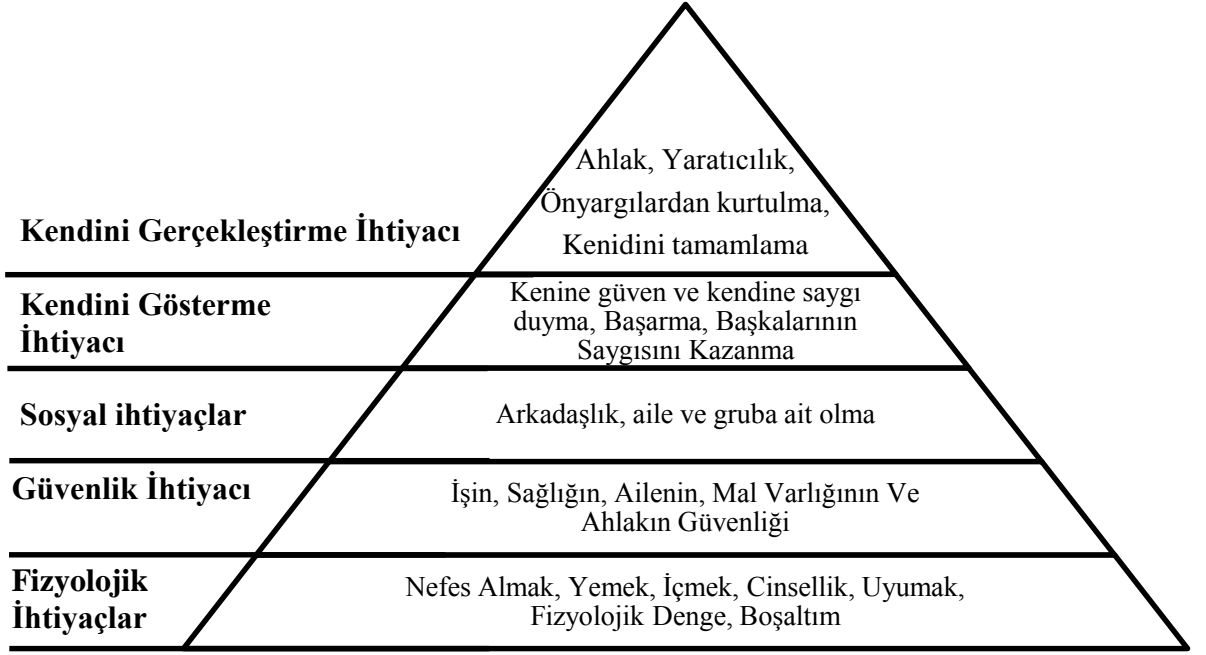 Ahlak, Yaratıcılık,
Önyargılardan kurtulma,
Kenidini tamamlama
Kendini Gerçekleştirme İhtiyacı
Kendini Gösterme
İhtiyacı
Kenine güven ve kendine saygı
duyma, Başarma, Başkalarının
Saygısını Kazanma
Sosyal ihtiyaçlar
Arkadaşlık, aile ve gruba ait olma
Güvenlik İhtiyacı
İşin, Sağlığın, Ailenin, Mal Varlığının Ve
Ahlakın Güvenliği
Fizyolojik
İhtiyaçlar
Nefes Almak, Yemek, İçmek, Cinsellik, Uyumak,
Fizyolojik Denge, Boşaltım